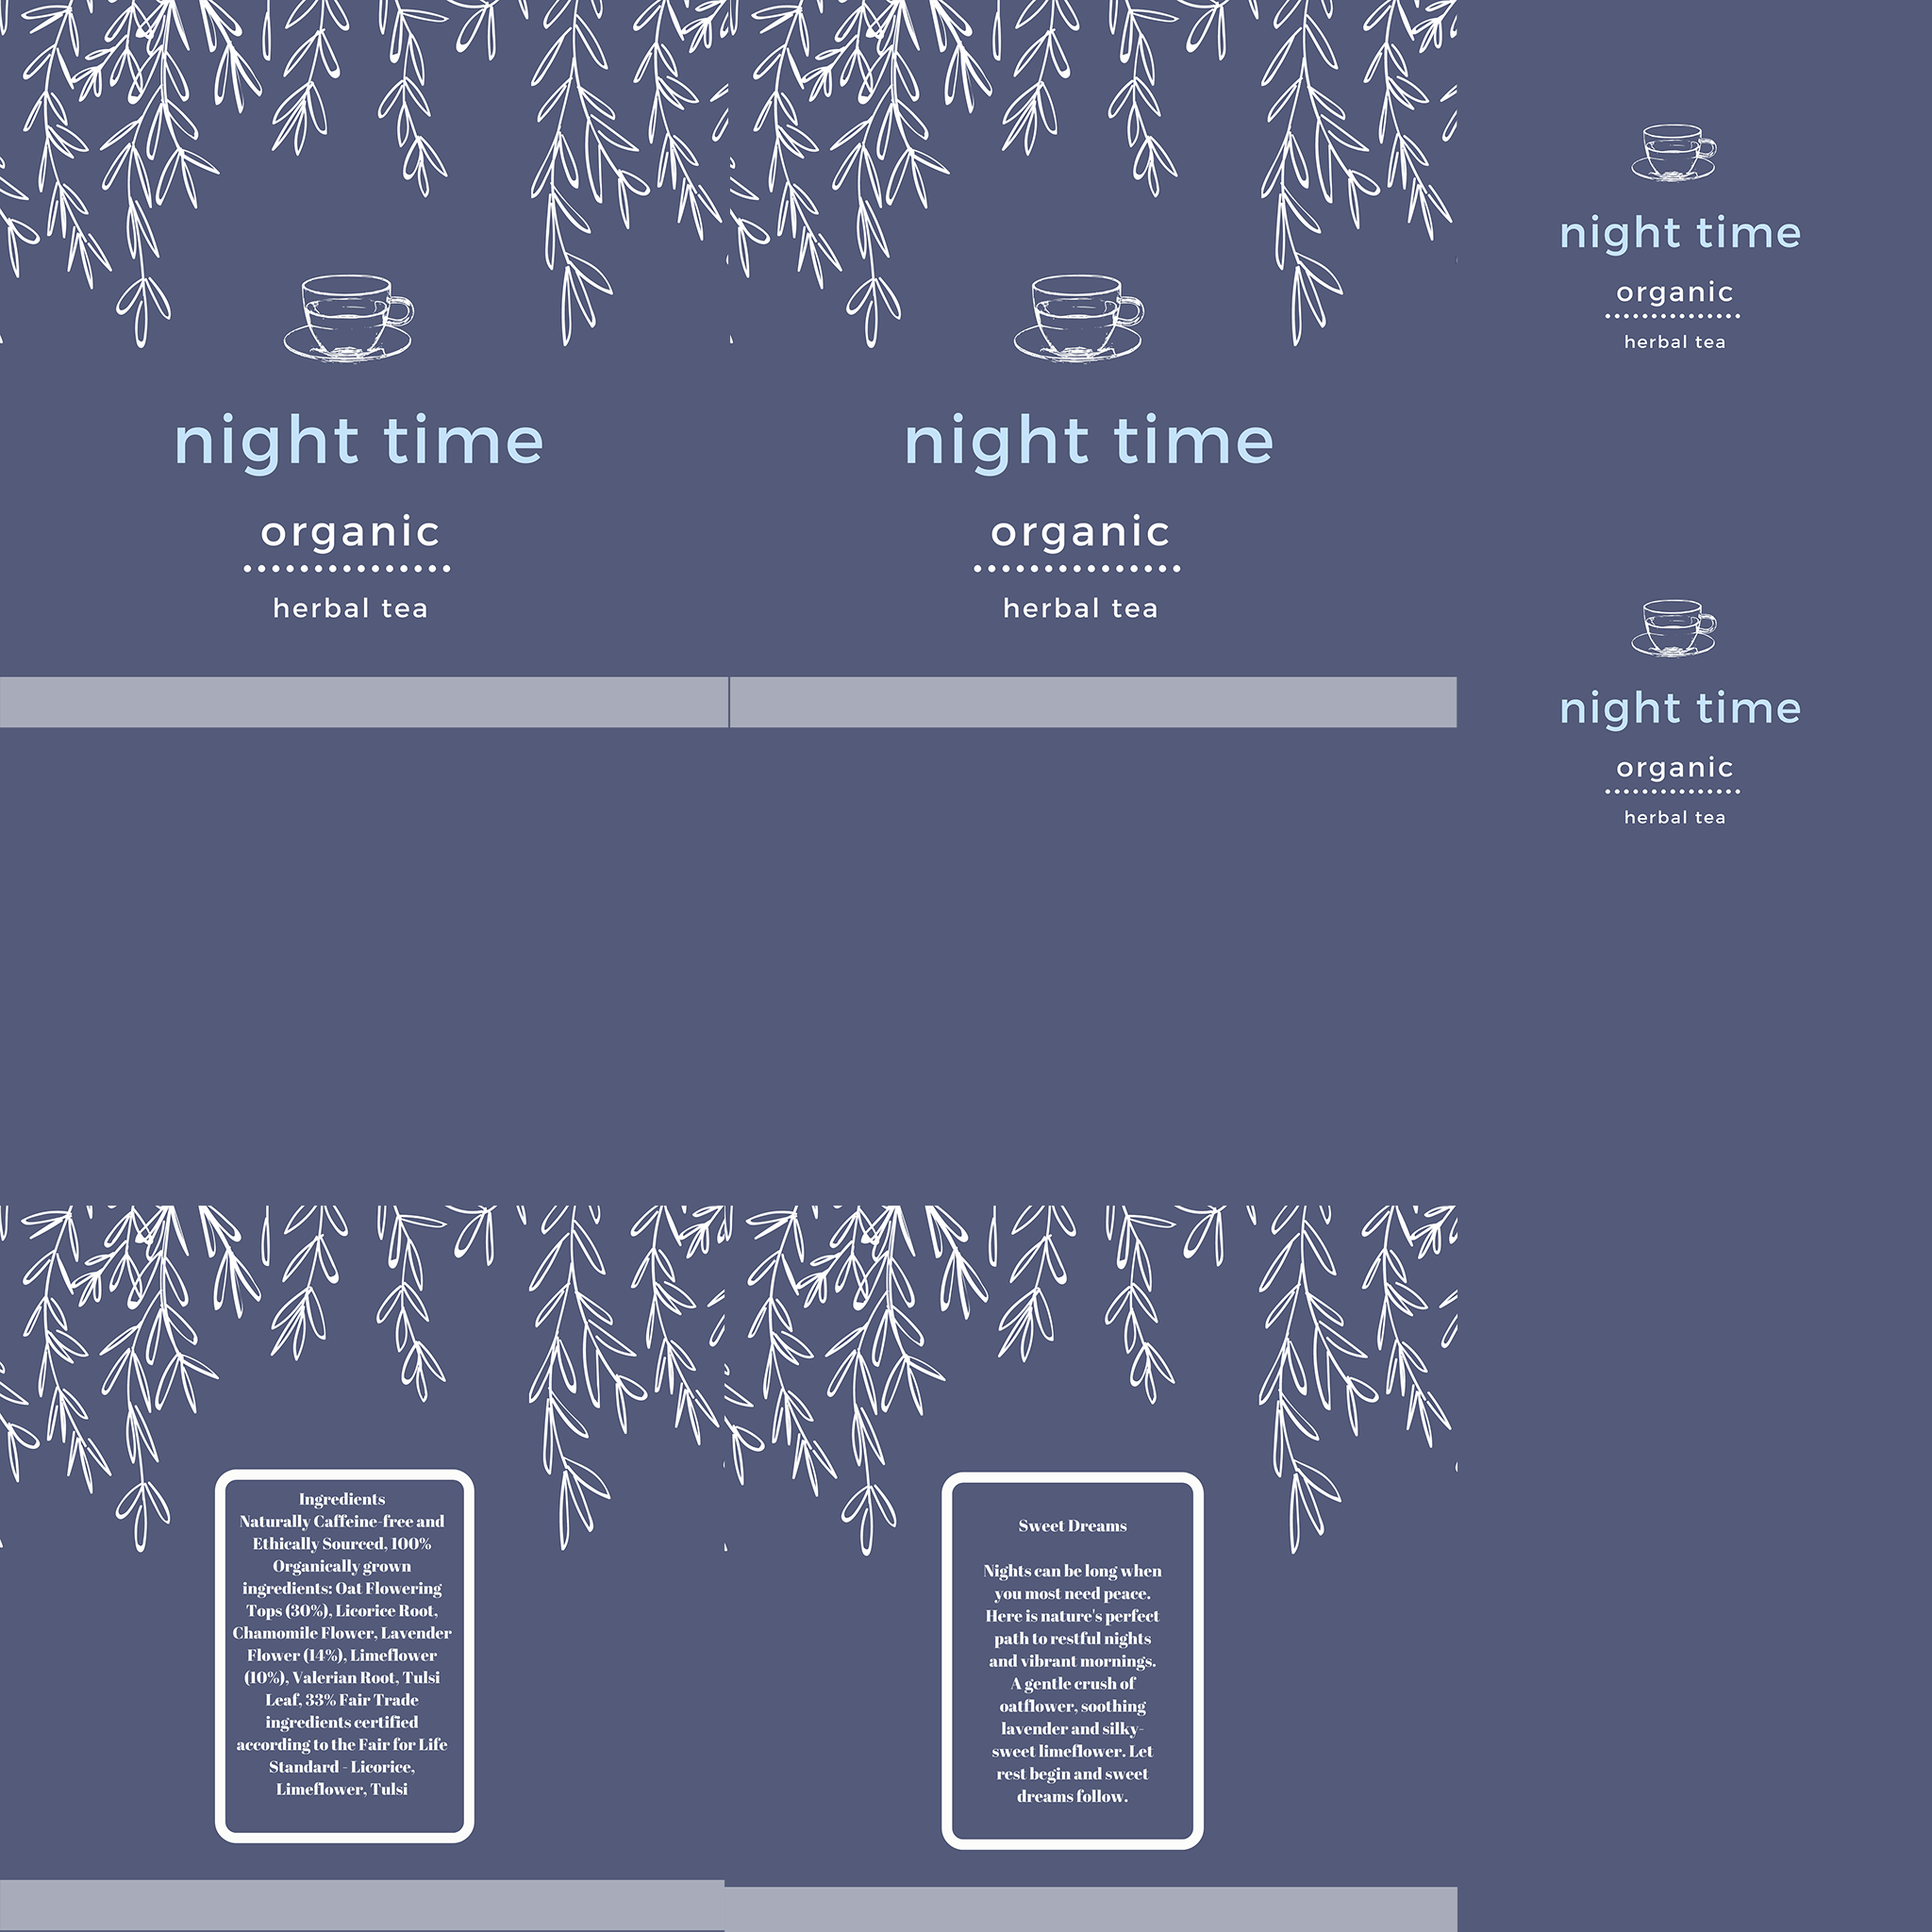 night time
organic
herbal tea
night time
organic
herbal tea
night time
organic
herbal tea
night time
organic
herbal tea
Ingredients
Naturally Caffeine-free and
Ethically Sourced, 100%
Organically grown
ingredients: Oat Flowering
Tops (30%), Licorice Root,
Chamomile Flower, Lavender
Flower (14%), Limeflower
(10%), Valerian Root, Tulsi
Leaf, 33% Fair Trade
ingredients certified
according to the Fair for Life
Standard - Licorice,
Limeflower, Tulsi
Sweet Dreams
Nights can be long when
you most need peace.
Here is nature's perfect
path to restful nights
and vibrant mornings.
A gentle crush of
oatflower, soothing
lavender and silky-
sweet limeflower. Let
rest begin and sweet
dreams follow.